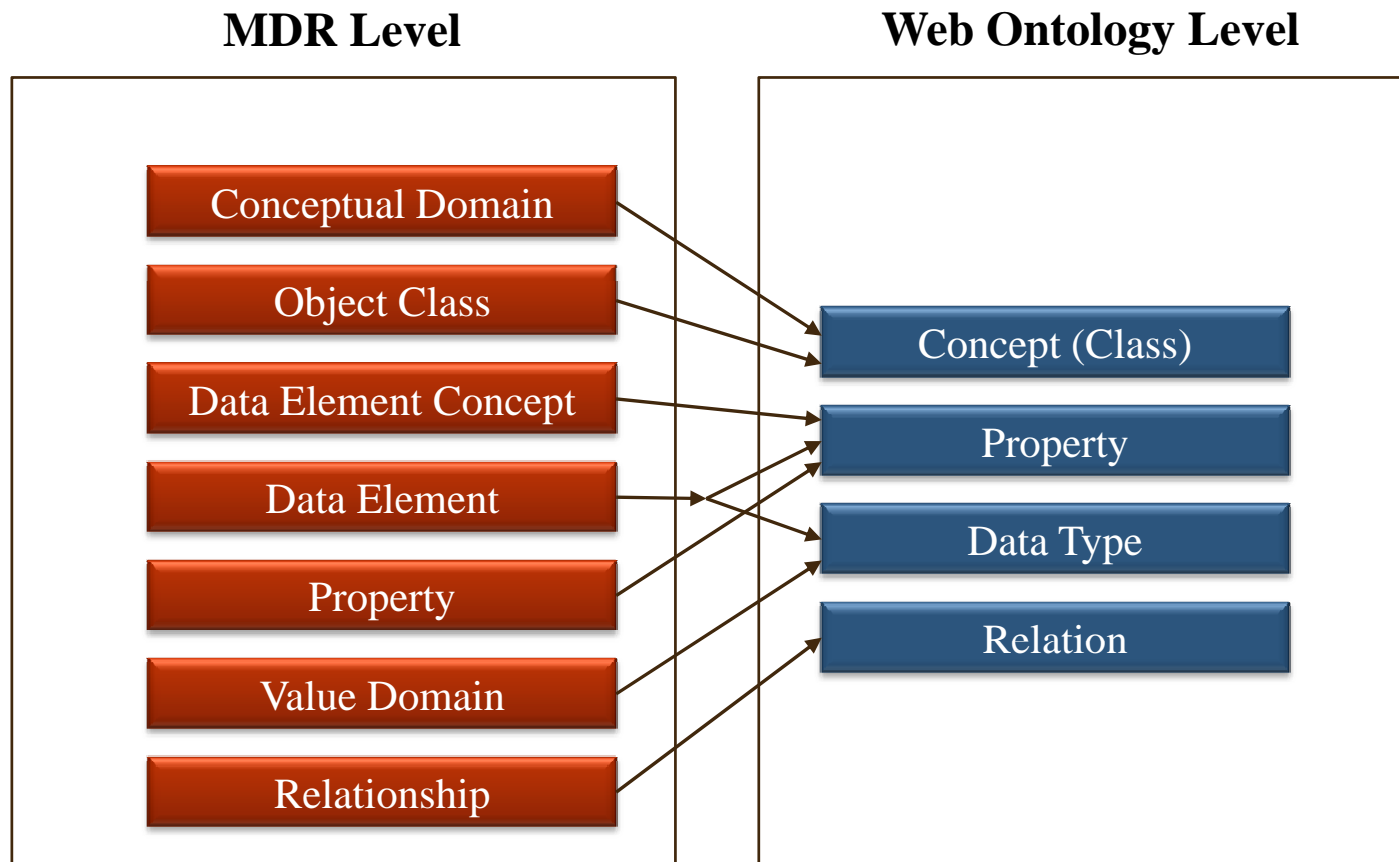 MDR Level
Web Ontology Level
Conceptual Domain
Object Class
Data Element Concept
Data Element
Property
Value Domain
Relationship
Concept (Class)
Property
Data Type
Relation